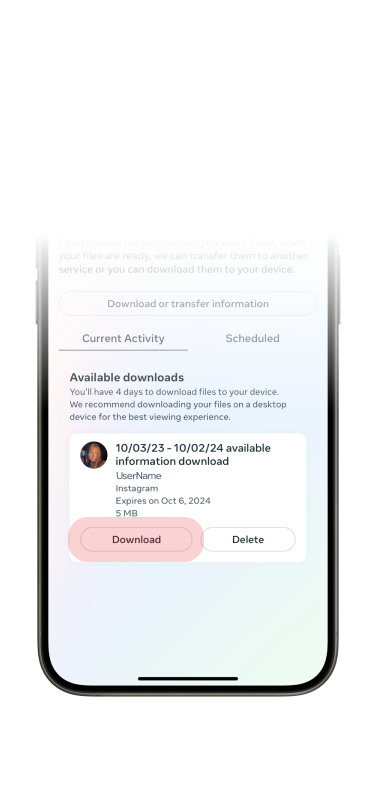 First, choose the information you want. Then, when
your files are ready, we can transfer them to another
service or you can download them to your device.
Download or transfer information
Current Activity
Scheduled
Available downloads
You'll have 4 days to download files to your device.
We recommend downloading your files on a desktop
device for the best viewing experience.
10/03/23 - 10/02/24 available
information download
UserName
Instagram
Expires on Oct 6, 2024
5 MB
Download
Delete